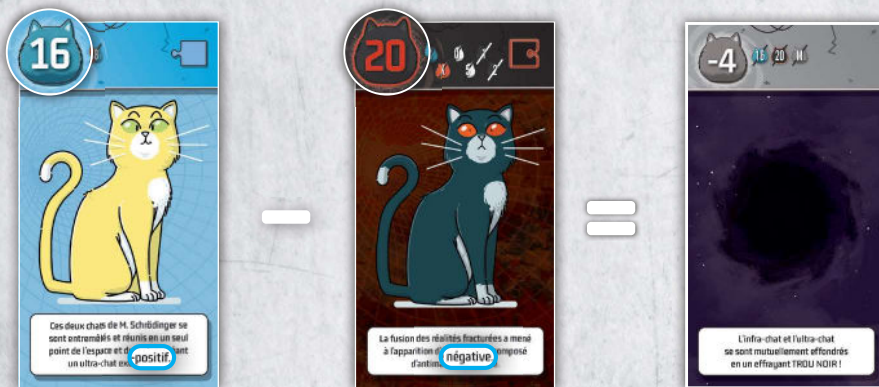 16
20
-4 16 20 M
Ces deux chats de M. Schrödinger se
sont entremêlés et réunis en un seul
point de l'espace et d
un ultra-chat ex -positif.
La fusion des réalités fracturées a mené
à l'apparition
d'antim négative.
L'infra-chat et l'ultra-chat
se sont mutuellement effondrés
en un effrayant TROU NOIR !